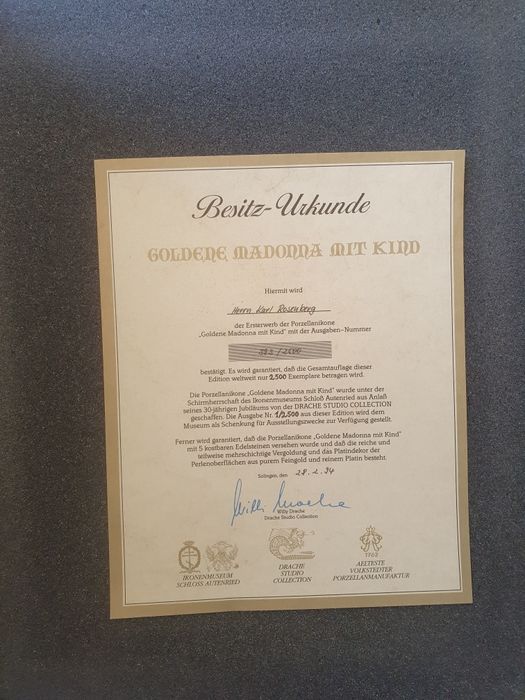 Besitz-Urkunde
GOLDENE MADONNA MIT KIND
Hiermit wird
Herrn Karl Rosenberg
der Ersterwerb der Porzellanikone
„Goldene Madonna mit Kind" mit der Ausgaben-Nummer
/2500
bestätigt. Es wird garantiert, daß die Gesamtauflage dieser
Edition weltweit nur 2.500 Exemplare betragen wird.
Die Porzellanikone „Goldene Madonna mit Kind" wurde unter der
Schirmherrschaft des Ikonenmuseums Schloß Autenried aus Anlaß
seines 30-jährigen Jubiläums von der DRACHE STUDIO COLLECTION
geschaffen. Die Ausgabe Nr. 1/2.500 aus dieser Edition wird dem
Museum als Schenkung für Ausstellungszwecke zur Verfügung gestellt.
Ferner wird garantiert, daß die Porzellanikone „Goldene Madonna mit Kind"
mit 5 kostbaren Edelsteinen versehen wurde und daß die reiche und
teilweise mehrschichtige Vergoldung und das Platindekor der
Perlenoberflächen aus purem Feingold und reinem Platin besteht.
Solingen, den 28.2.94
Willi Drache
Willy Drache
Drache Studio Collection
IKONENMUSEUM
SCHLOSS AUTENRIED
DRACHE
STUDIO
COLLECTION
1762
AELTESTE
VOLKSTEDTER
PORZELLANMANUFAKTUR